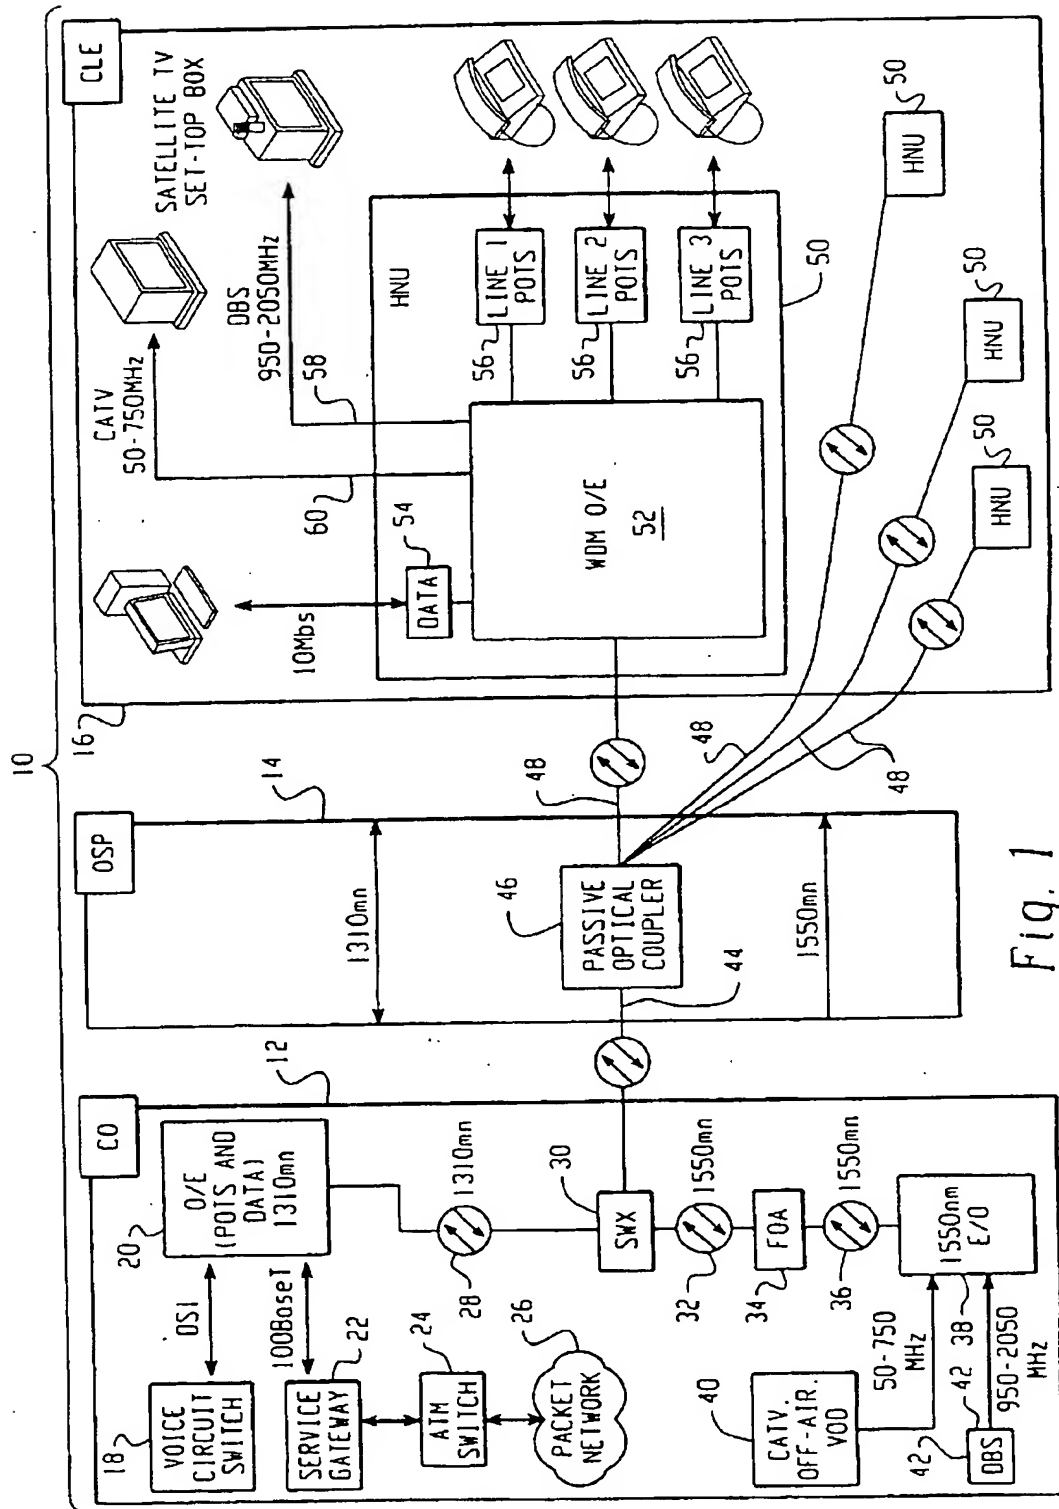 10
CO
12
18
VOICE
CIRCUIT
SWITCH
DS1
20
O/E
(POTS AND
DATA)
1310mn
100BaseT
SERVICE
GATEWAY
22
ATM
SWITCH
24
PACKET
NETWORK
26
28
1310mn
30
SWX
32
1550mn
FOA
34
36
1550mn
1550nm
E/O
38
40
CATV.
OFF-AIR.
VOD
50-750
MHz
42
DBS
42
950-2050
MHz
OSP
14
1310mn
46
PASSIVE
OPTICAL
COUPLER
44
1550mn
48
48
48
CLE
16
10Mbs
DATA
54
60
CATV
50-750MHz
SATELLITE TV
SET-TOP BOX
DBS
950-2050MHz
58
HNU
WDM O/E
52
56
LINE 1
POTS
56
LINE 2
POTS
56
LINE 3
POTS
50
HNU
50
HNU
50
HNU
50
Fig. 1